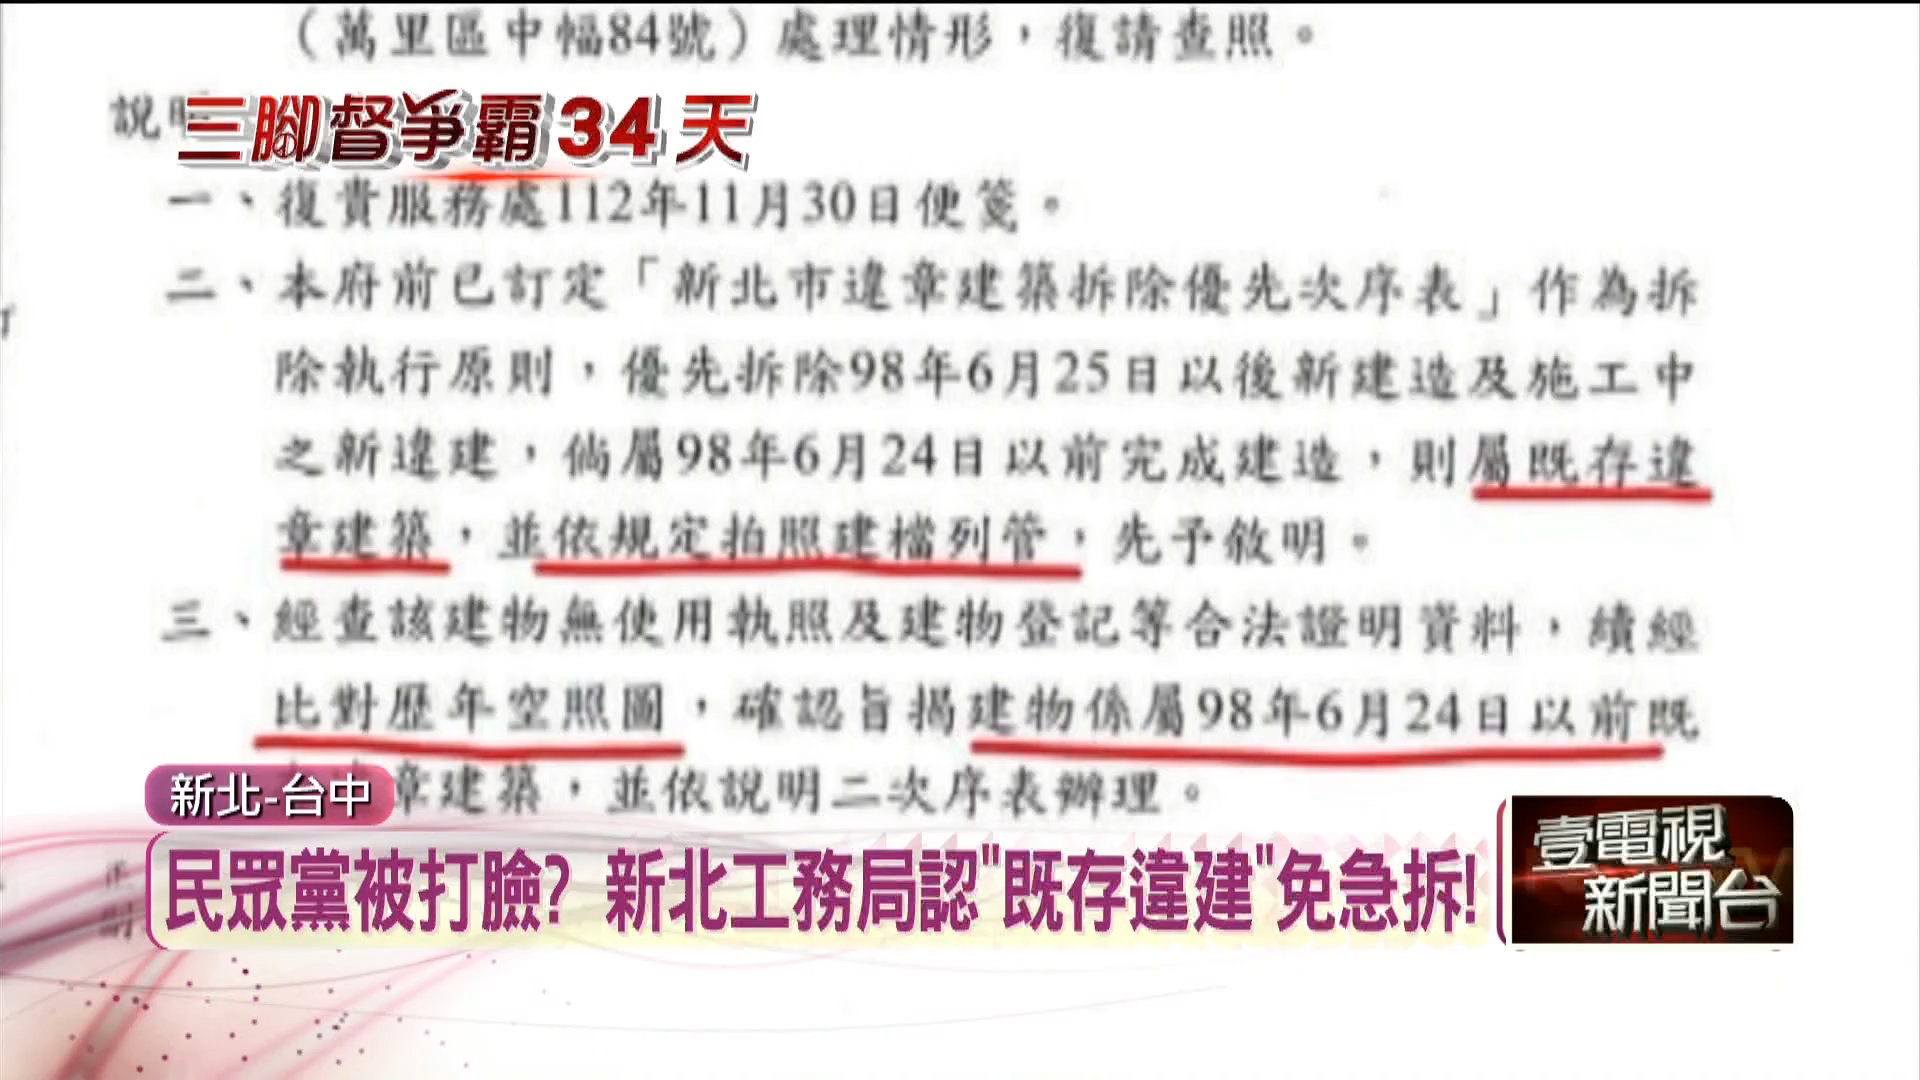 （萬里區中幅84號）處理情形，復請查照。
說明
三腳督爭霸34天
一、復貴服務處112年11月30日便箋。
二、本府前已訂定「新北市違章建築拆除優先次序表」作為拆
除執行原則，優先拆除98年6月25日以後新建造及施工中
之新違建，倘屬98年6月24日以前完成建造，則屬既存違
章建築，並依規定拍照建檔列管，先予敘明。
三、經查該建物無使用執照及建物登記等合法證明資料，續經
比對歷年空照圖，確認旨揭建物係屬98年6月24日以前既
章建築，並依說明二次序表辦理。
新北-台中
民眾黨被打臉? 新北工務局認"既存違建"免急拆!
壹電視
新聞台